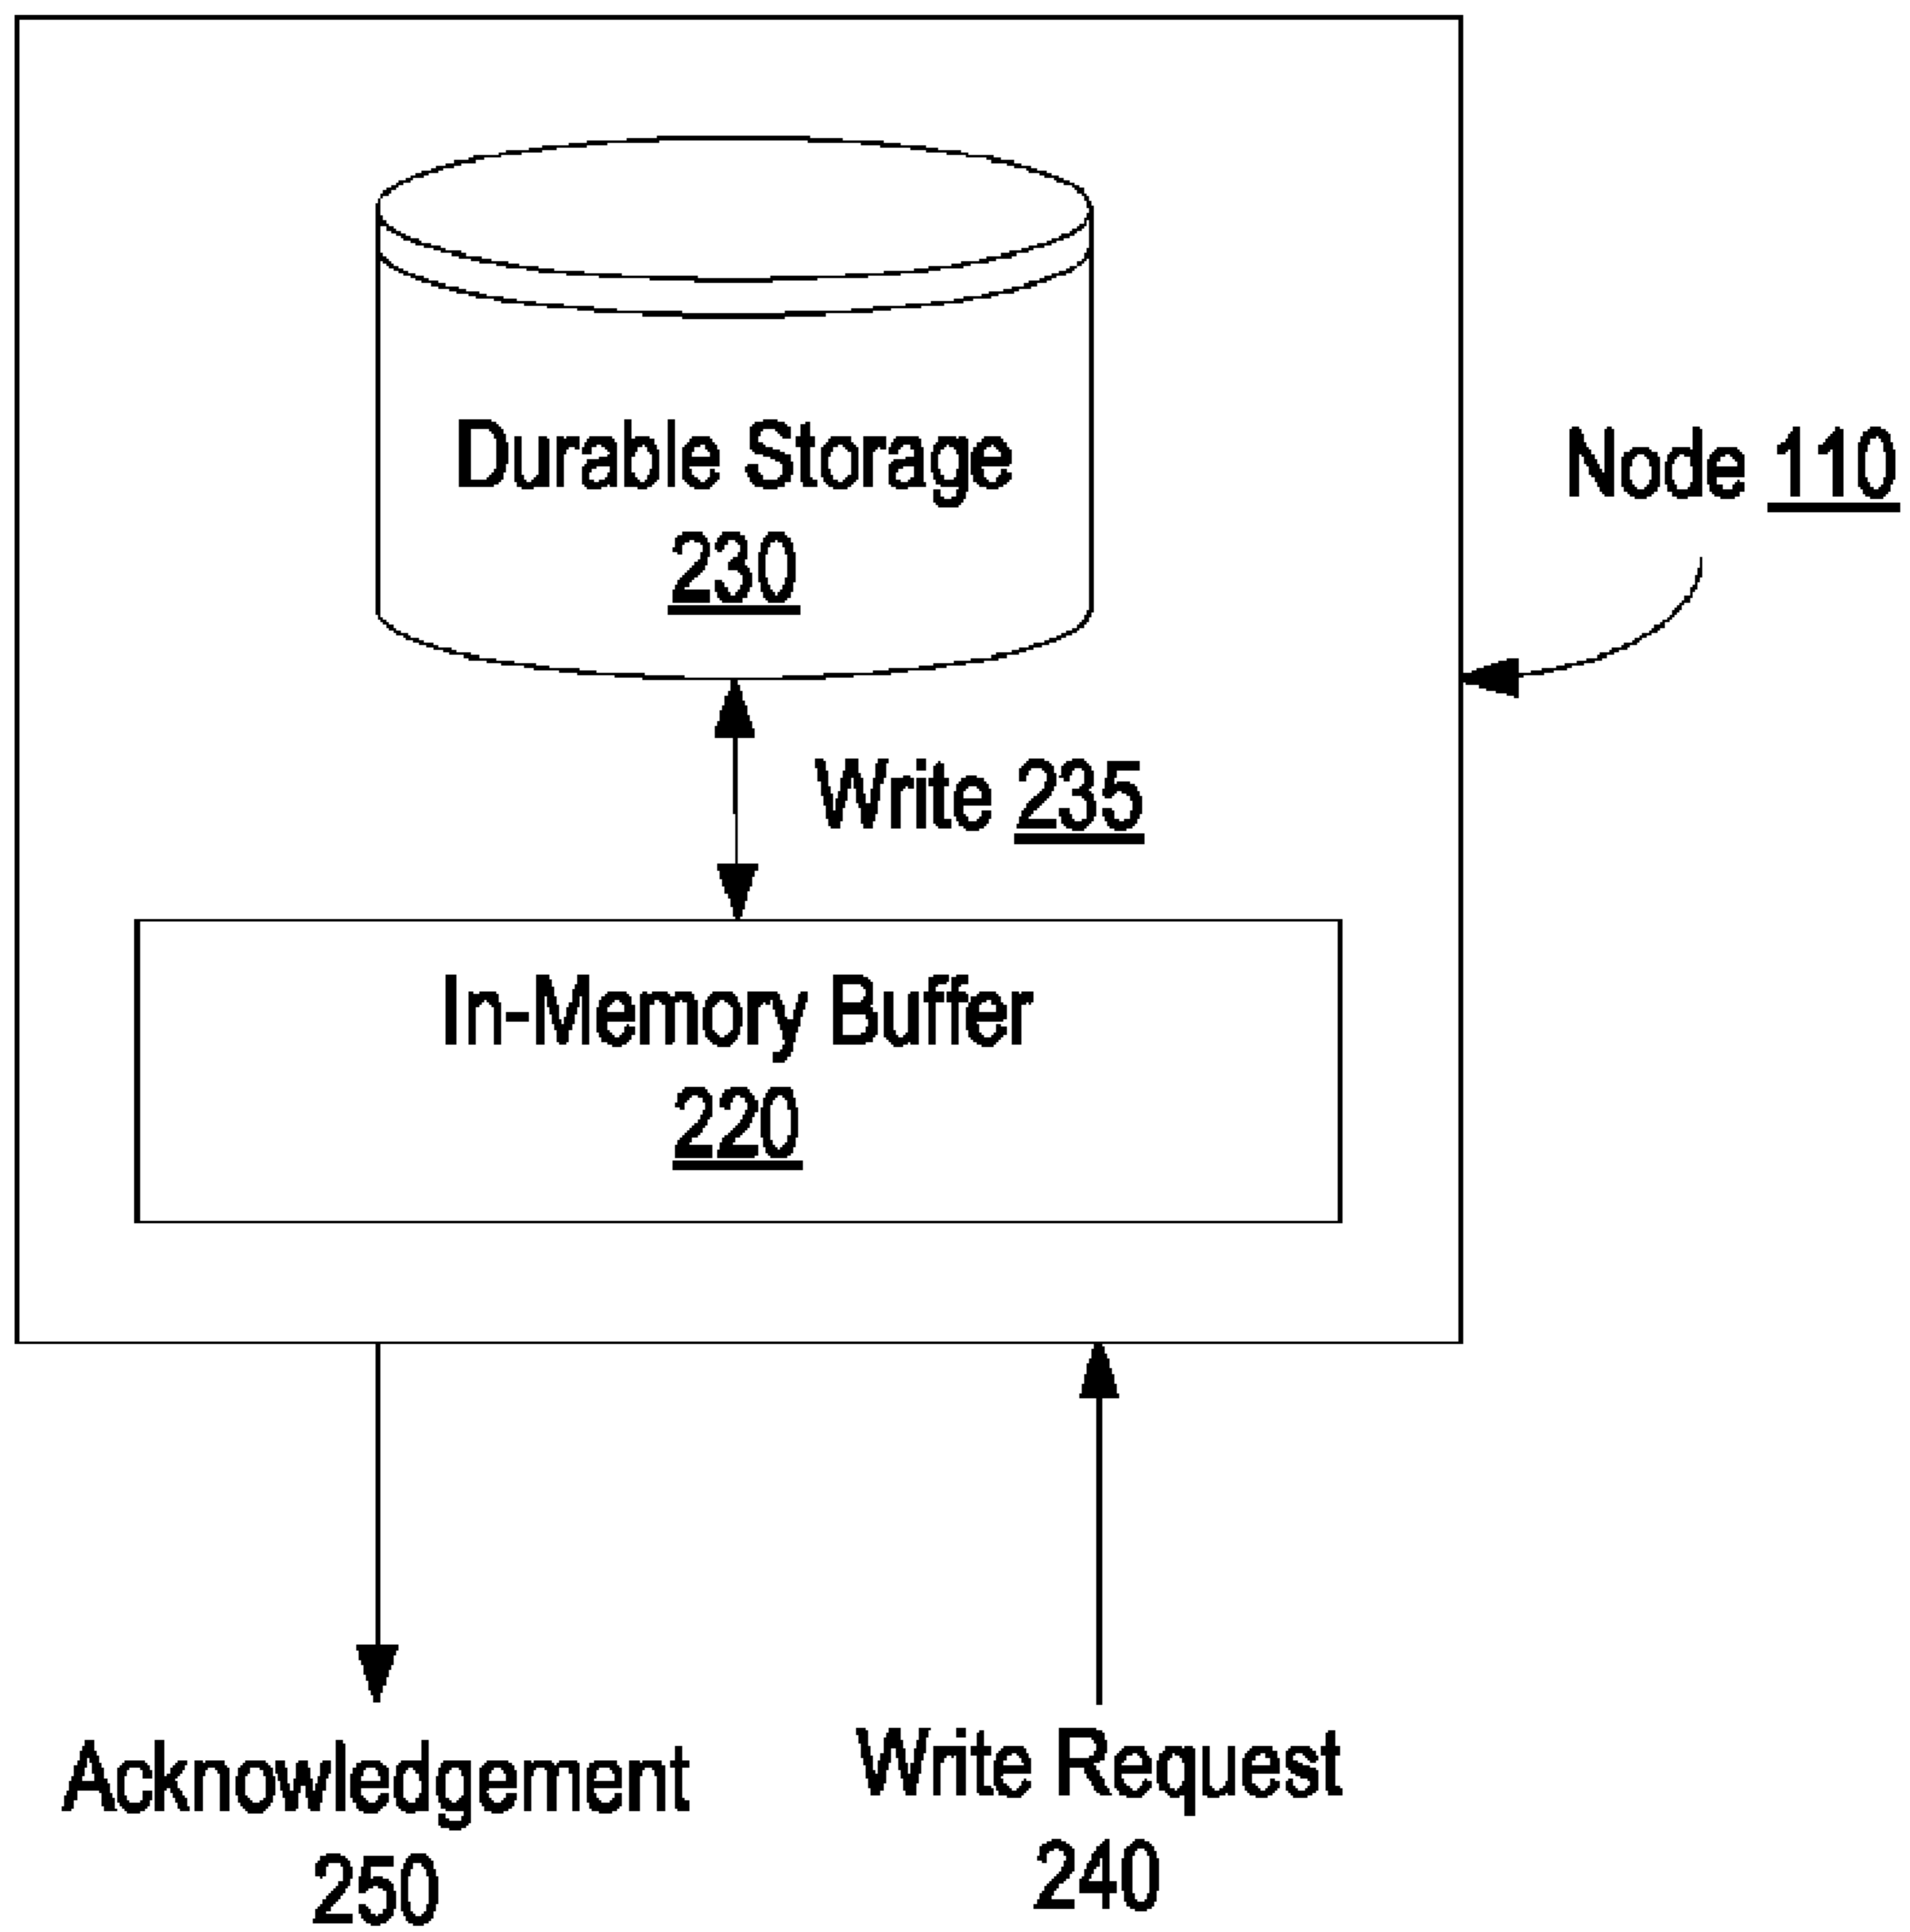 Durable Storage
230
Node 110
Write 235
In-Memory Buffer
220
Acknowledgement
250
Write Request
240